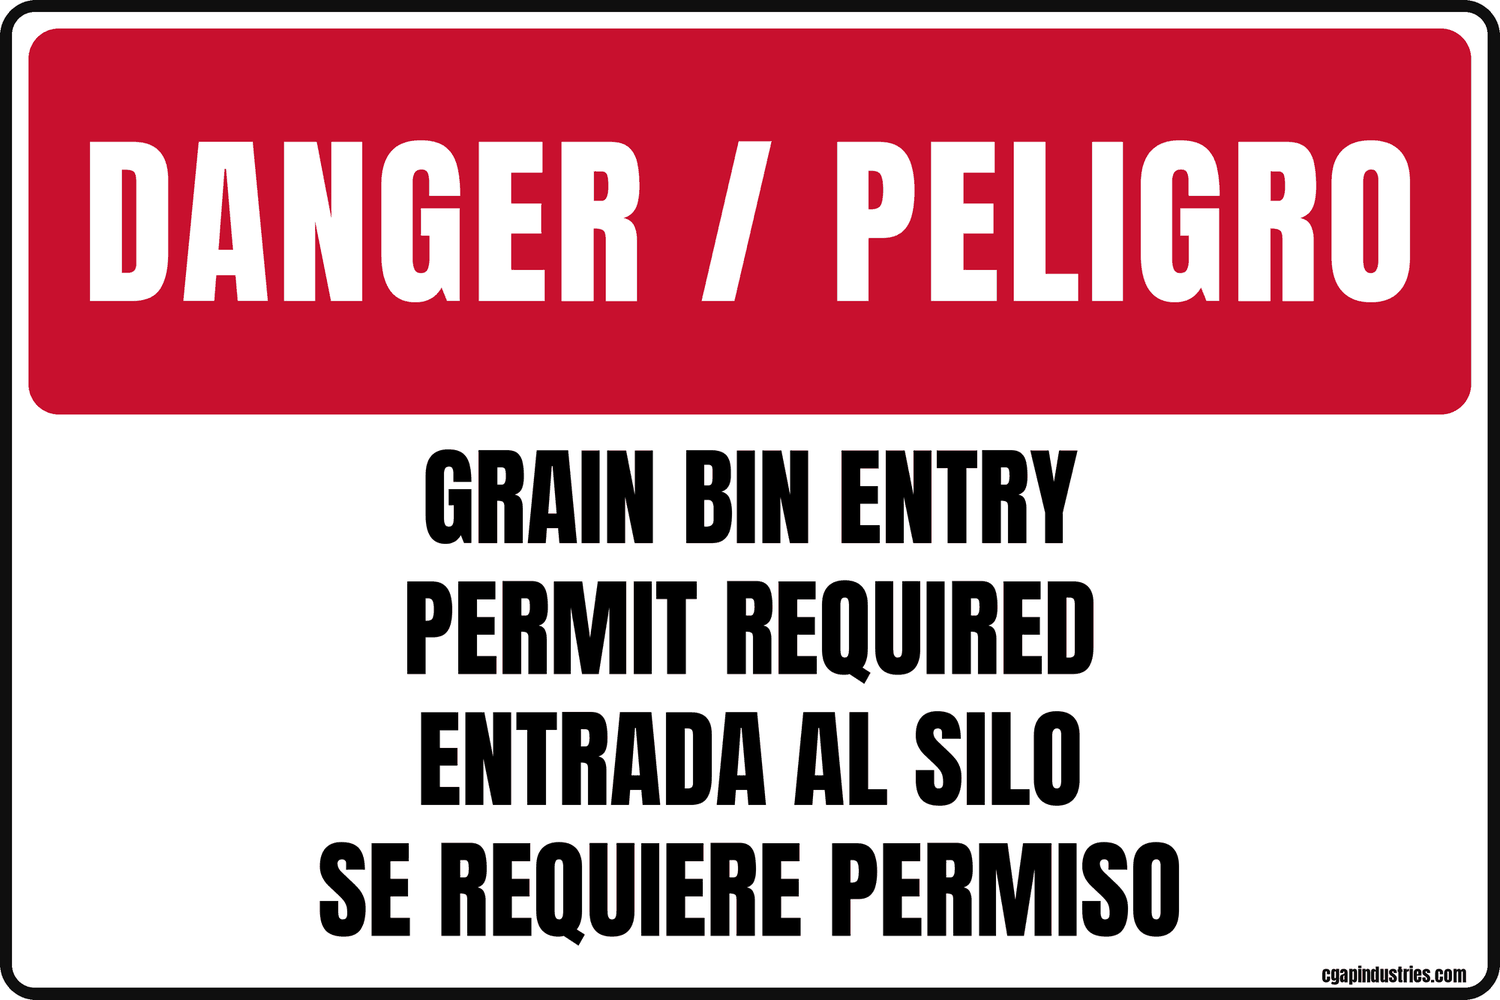 DANGER / PELIGRO
GRAIN BIN ENTRY
PERMIT REQUIRED
ENTRADA AL SILO
SE REQUIERE PERMISO
cgapindustries.com